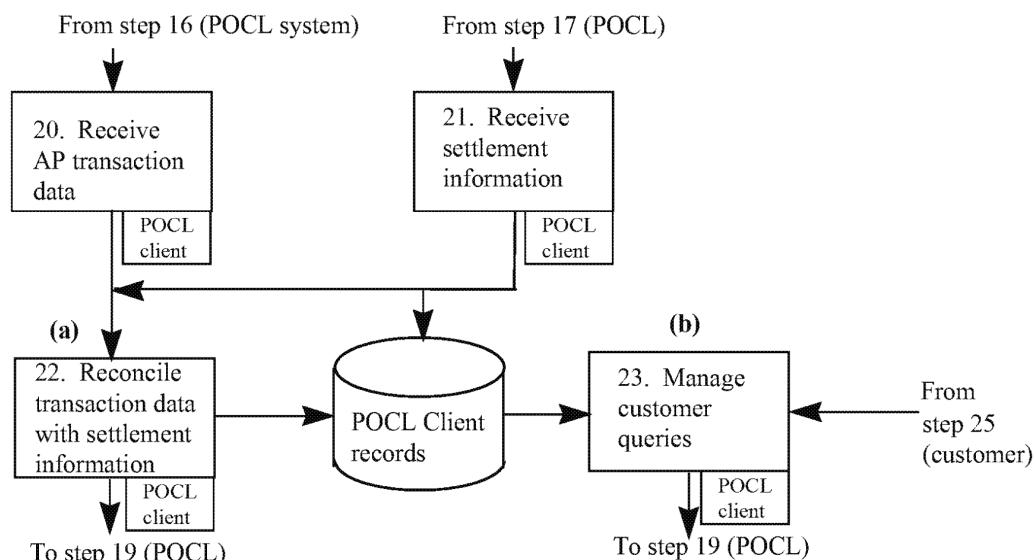 From step 16 (POCL system)
From step 17 (POCL)
20. Receive
AP transaction
data
POCL
client
21. Receive
settlement
information
POCL
client
(a)
(b)
22. Reconcile
transaction data
with settlement
information
POCL
client
POCL Client
records
23. Manage
customer
queries
POCL
client
From
step 25
(customer)
To step 19 (POCL)
To step 19 (POCL)